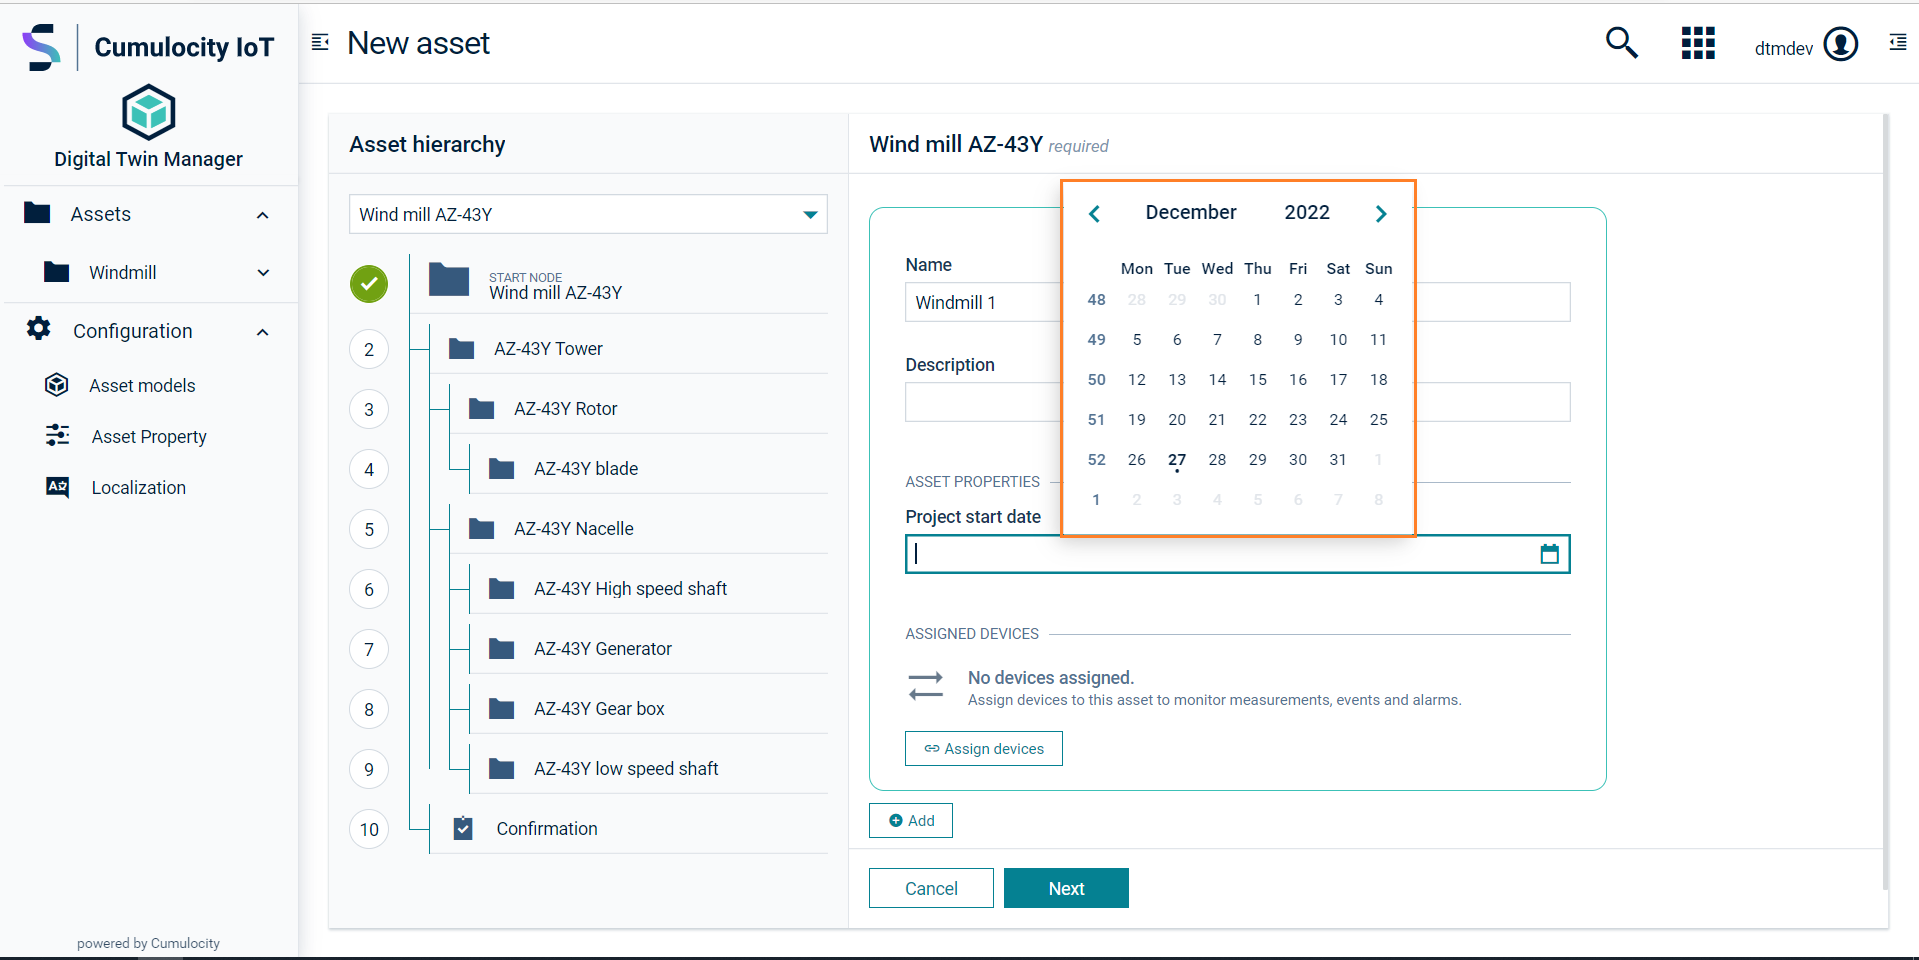 Cumulocity IoT
Digital Twin Manager
Assets
Windmill
Configuration
Asset models
Asset Property
Localization
powered by Cumulocity
New asset
dtmdev
Asset hierarchy
Wind mill AZ-43Y
START NODE
Wind mill AZ-43Y
2 AZ-43Y Tower
3 AZ-43Y Rotor
4 AZ-43Y blade
5 AZ-43Y Nacelle
6 AZ-43Y High speed shaft
7 AZ-43Y Generator
8 AZ-43Y Gear box
9 AZ-43Y low speed shaft
10 Confirmation
Wind mill AZ-43Y required
Name
Windmill 1
Description
December 2022
Mon Tue Wed Thu Fri Sat Sun
48 28 29 30 1 2 3 4
49 5 6 7 8 9 10 11
50 12 13 14 15 16 17 18
51 19 20 21 22 23 24 25
52 26 27 28 29 30 31 1
1 2 3 4 5 6 7 8
ASSET PROPERTIES
Project start date
ASSIGNED DEVICES
No devices assigned.
Assign devices to this asset to monitor measurements, events and alarms.
Assign devices
Add
Cancel
Next